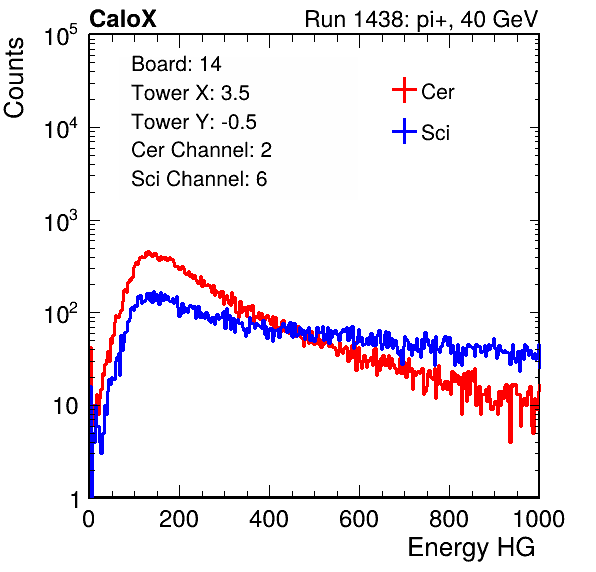 CaloX Run 1438: pi+, 40 GeV
Counts
Board: 14
Tower X: 3.5
Tower Y: -0.5
Cer Channel: 2
Sci Channel: 6
Cer
Sci
10^5
10^4
10^3
10^2
10
1
0 200 400 600 800 1000
Energy HG